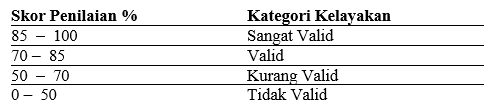 Skor Penilaian % Kategori Kelayakan
85 – 100 Sangat Valid
70 – 85 Valid
50 – 70 Kurang Valid
0 – 50 Tidak Valid